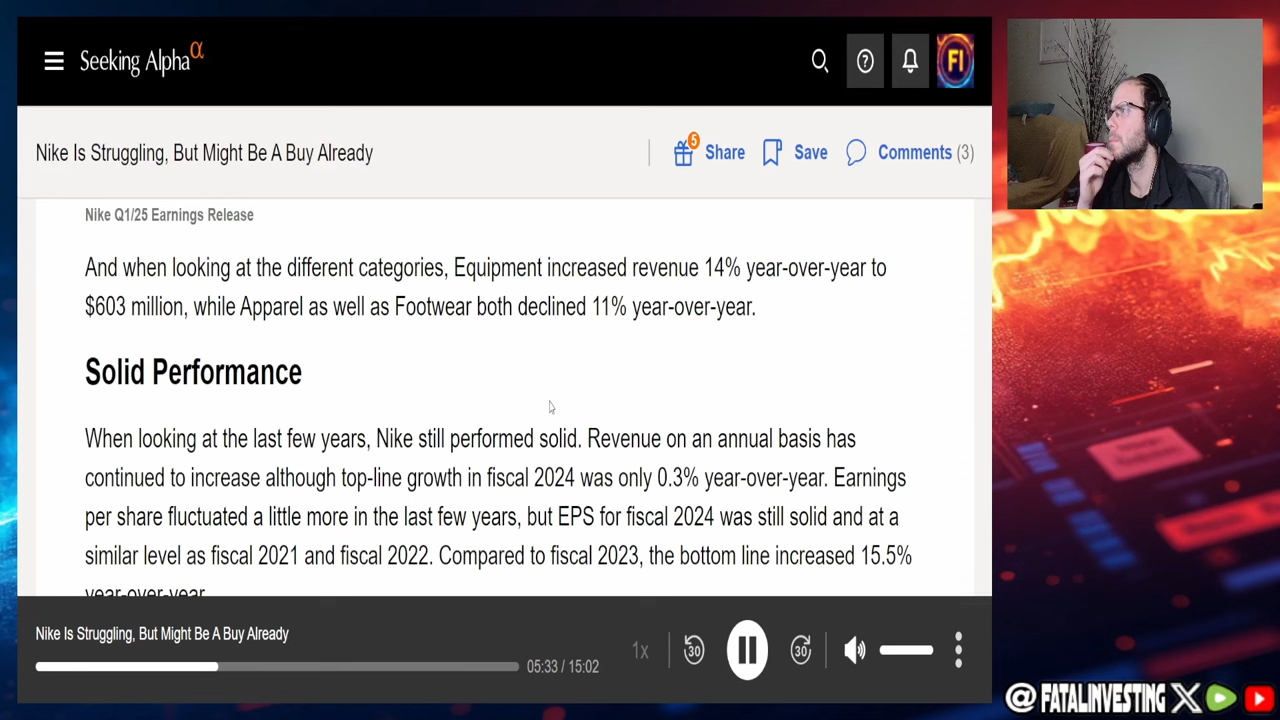 Seeking Alpha α
FI
Nike Is Struggling, But Might Be A Buy Already
5
Share
Save
Comments (3)
Nike Q1/25 Earnings Release
And when looking at the different categories, Equipment increased revenue 14% year-over-year to
$603 million, while Apparel as well as Footwear both declined 11% year-over-year.
Solid Performance
When looking at the last few years, Nike still performed solid. Revenue on an annual basis has
continued to increase although top-line growth in fiscal 2024 was only 0.3% year-over-year. Earnings
per share fluctuated a little more in the last few years, but EPS for fiscal 2024 was still solid and at a
similar level as fiscal 2021 and fiscal 2022. Compared to fiscal 2023, the bottom line increased 15.5%
year-over-year.
Nike Is Struggling, But Might Be A Buy Already
05:33 / 15:02
1x
30
30
@FATALINVESTING